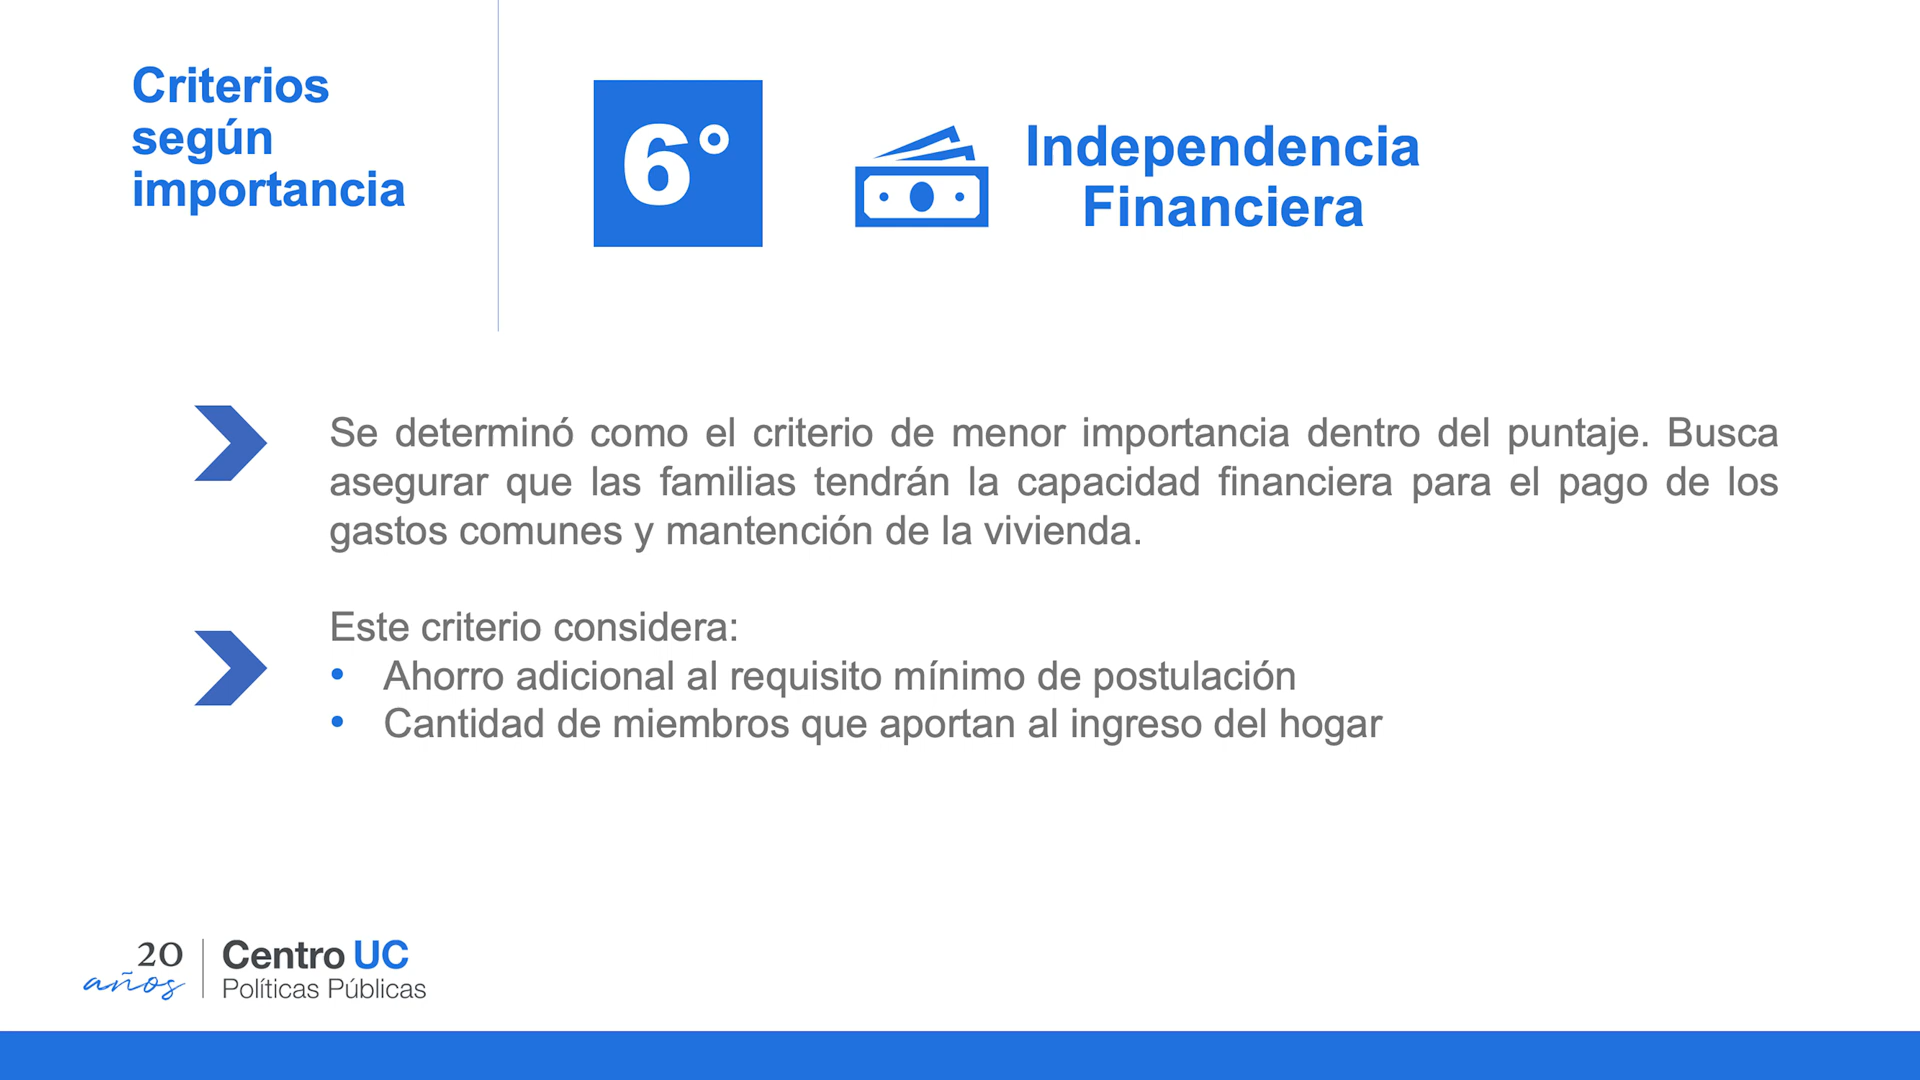 Criterios
según
importancia
6°
Independencia
Financiera
Se determinó como el criterio de menor importancia dentro del puntaje. Busca
asegurar que las familias tendrán la capacidad financiera para el pago de los
gastos comunes y mantención de la vivienda.
Este criterio considera:
• Ahorro adicional al requisito mínimo de postulación
• Cantidad de miembros que aportan al ingreso del hogar
20
años
Centro UC
Políticas Públicas